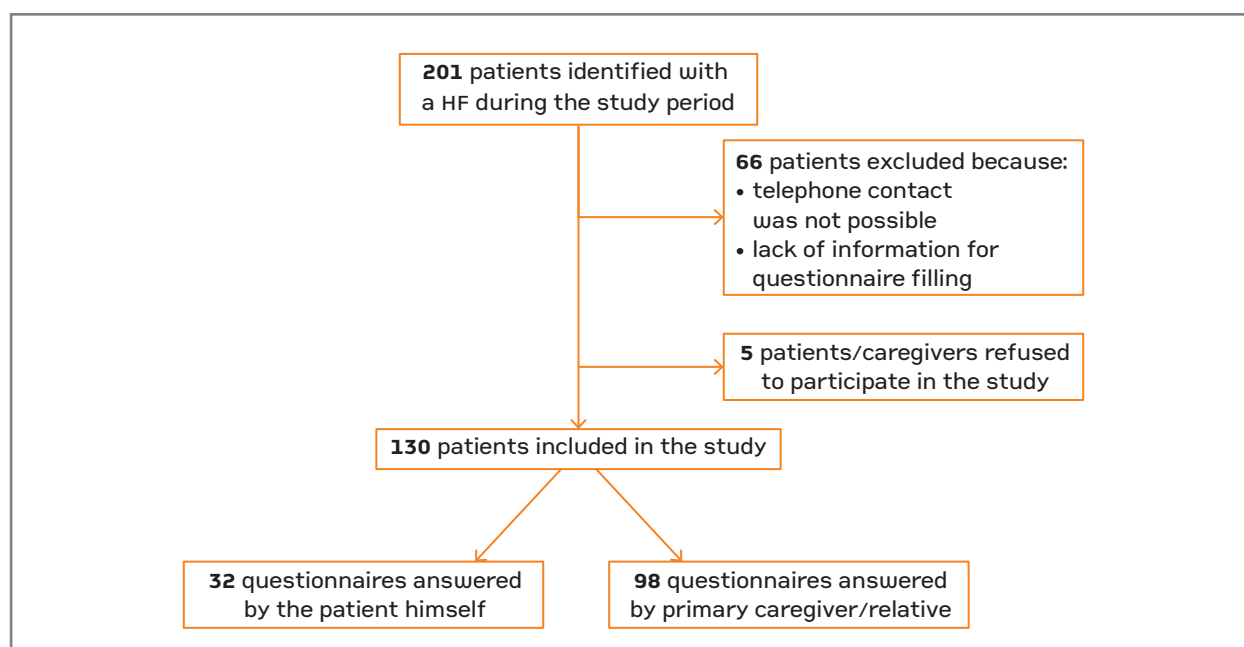 201 patients identified with
a HF during the study period
66 patients excluded because:
• telephone contact
was not possible
• lack of information for
questionnaire filling
5 patients/caregivers refused
to participate in the study
130 patients included in the study
32 questionnaires answered
by the patient himself
98 questionnaires answered
by primary caregiver/relative